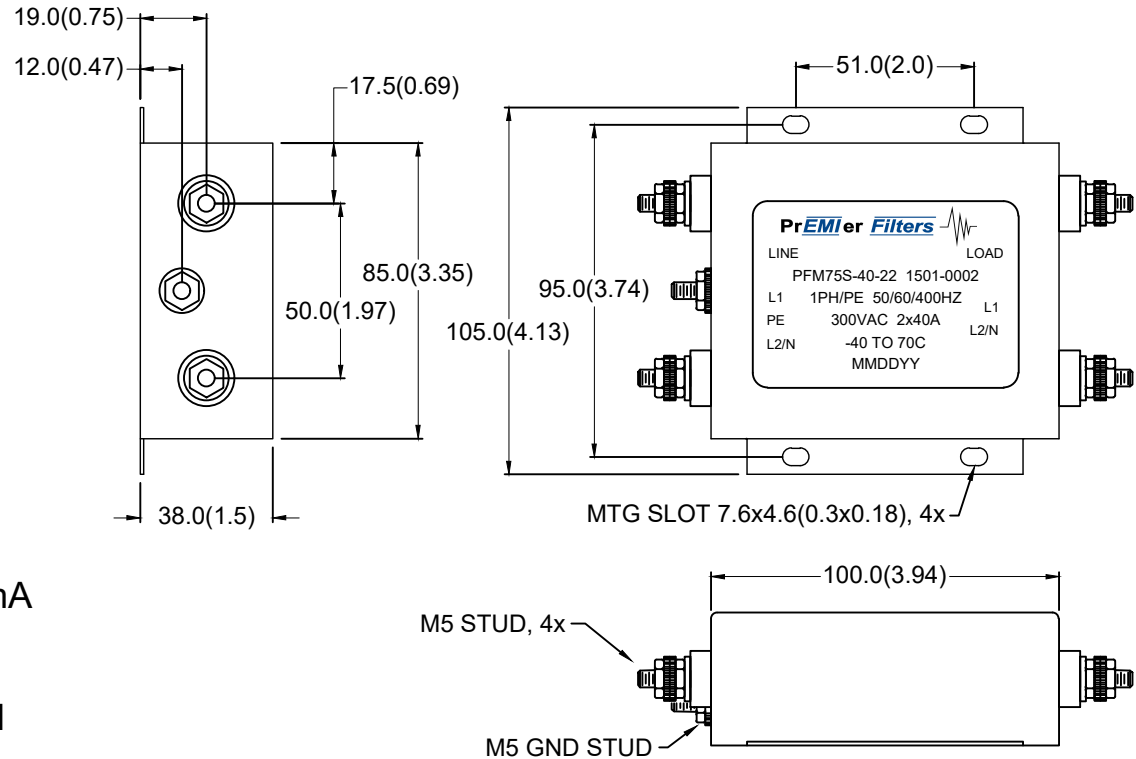 19.0(0.75)
12.0(0.47)
17.5(0.69)
85.0(3.35)
50.0(1.97)
38.0(1.5)
51.0(2.0)
95.0(3.74)
105.0(4.13)
PrEMIer Filters
LINE LOAD
PFM75S-40-22 1501-0002
L1 1PH/PE 50/60/400HZ L1
PE 300VAC 2x40A L2/N
L2/N -40 TO 70C
MMDDYY
MTG SLOT 7.6x4.6(0.3x0.18), 4x
100.0(3.94)
M5 STUD, 4x
M5 GND STUD